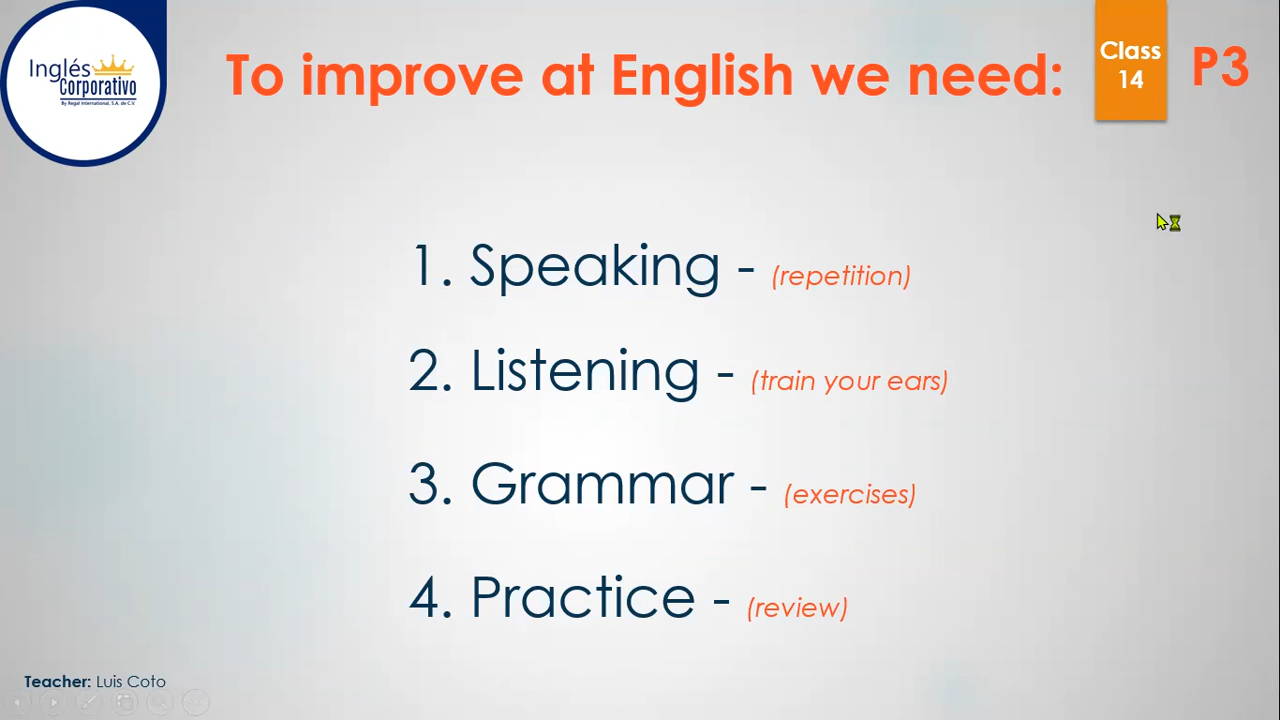 Inglés
Corporativo
By Regal International, S.A. de C.V.
To improve at English we need:
Class
14
P3
1. Speaking - (repetition)
2. Listening - (train your ears)
3. Grammar - (exercises)
4. Practice - (review)
Teacher: Luis Coto